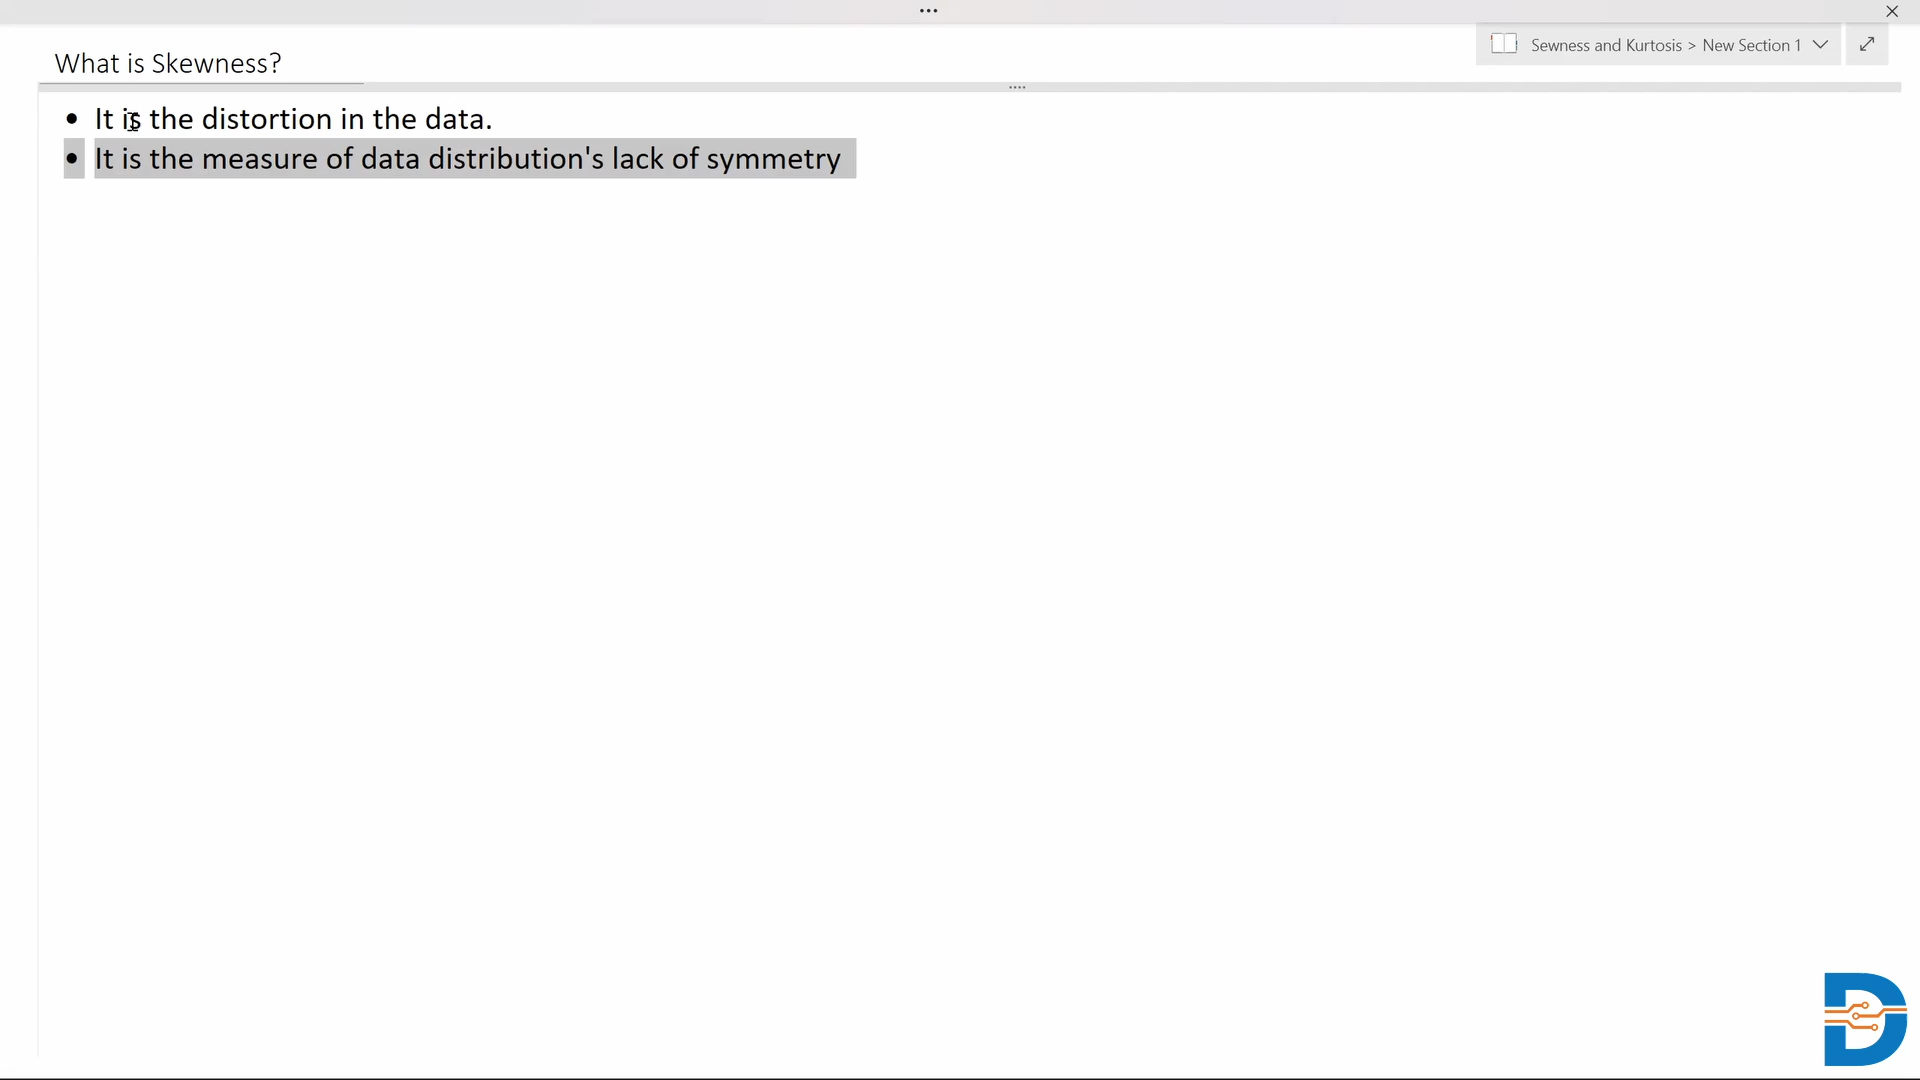 What is Skewness?
Sewness and Kurtosis > New Section 1
• It is the distortion in the data.
• It is the measure of data distribution's lack of symmetry